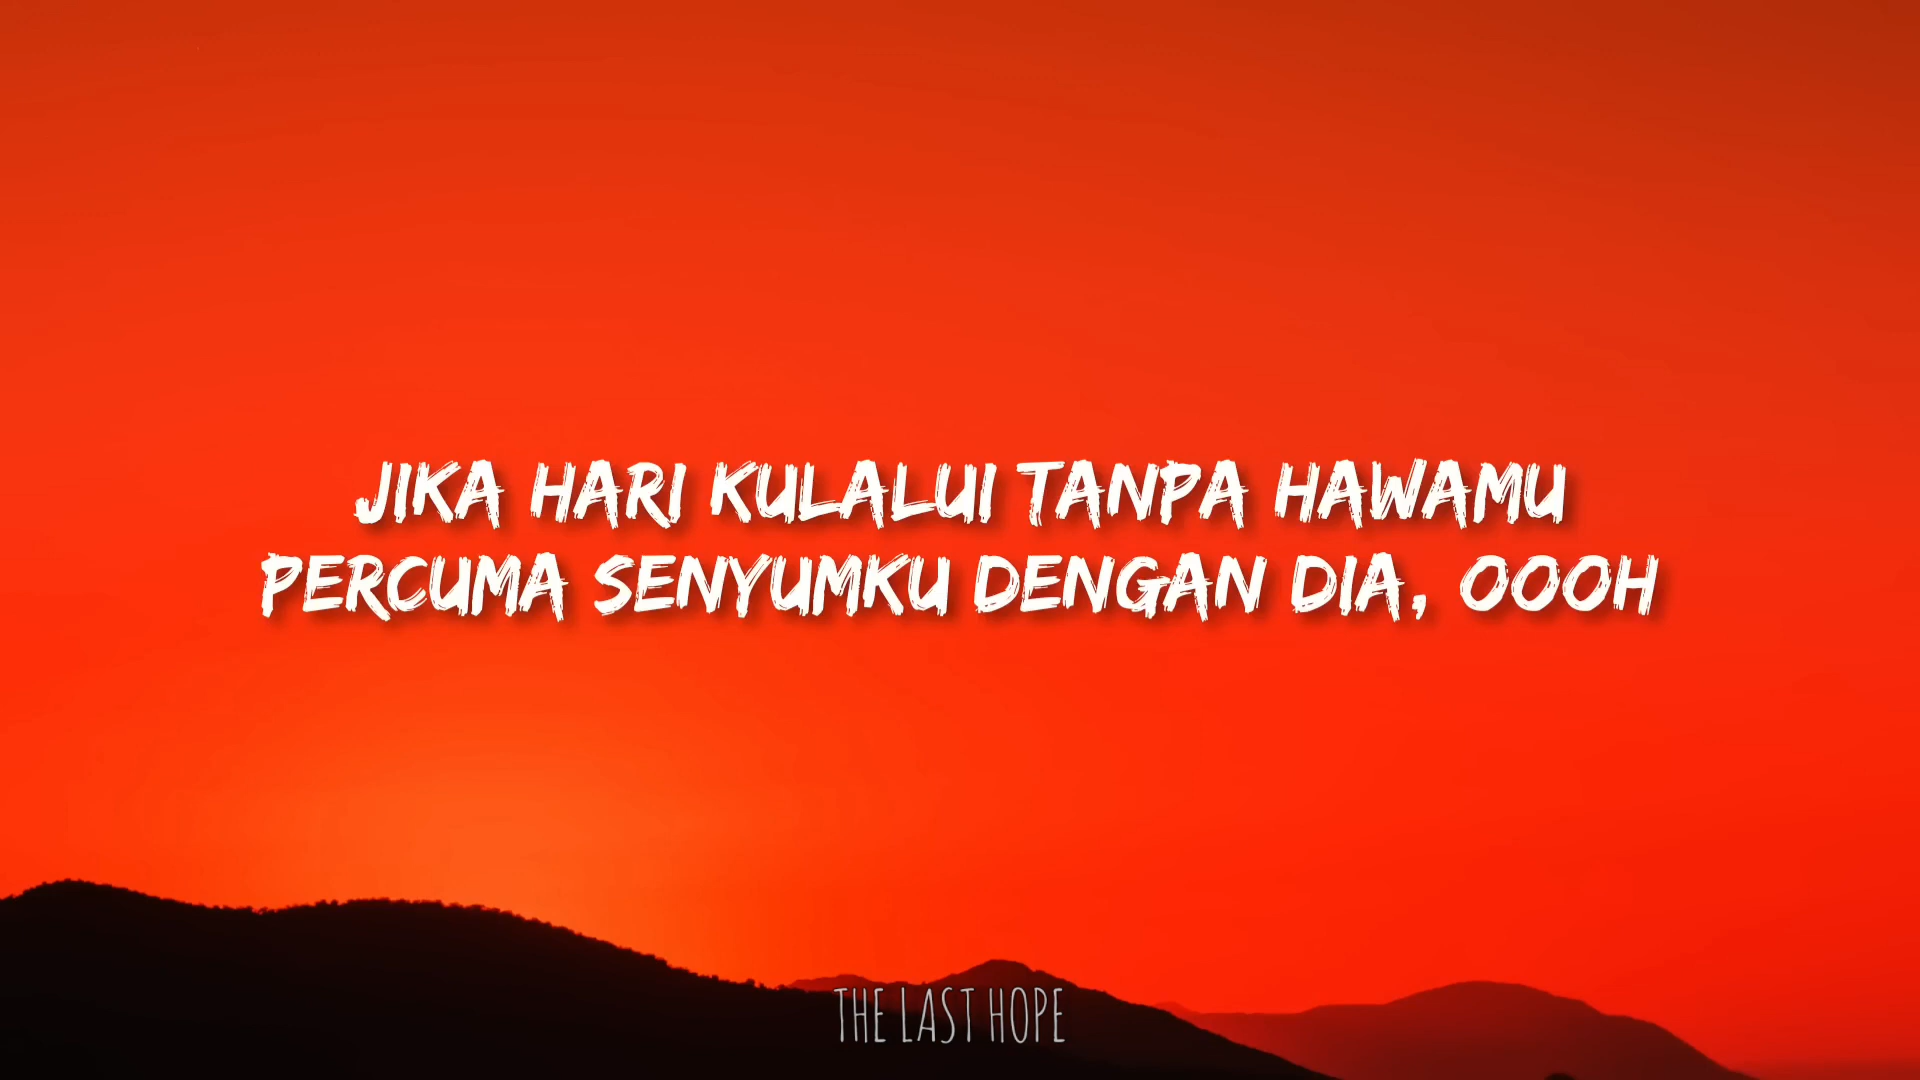 JIKA HARI KULALUI TANPA HAWAMU
PERCUMA SENYUMKU DENGAN DIA, OOOH
THE LAST HOPE